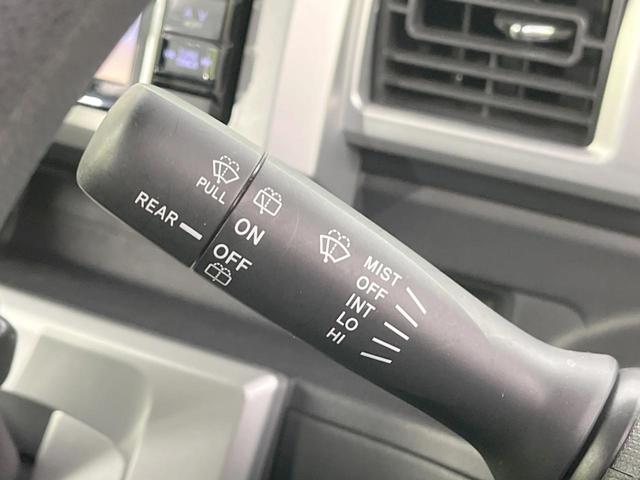 PULL
REAR
ON
OFF
MIST
OFF
INT
LO
HI